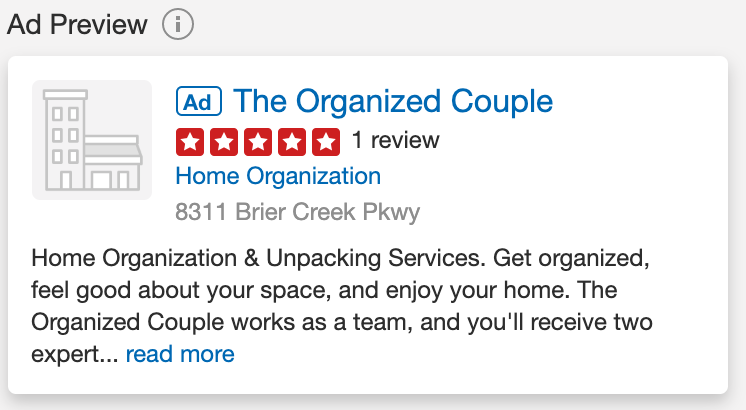 Ad Preview i
Ad The Organized Couple
1 review
Home Organization
8311 Brier Creek Pkwy
Home Organization & Unpacking Services. Get organized,
feel good about your space, and enjoy your home. The
Organized Couple works as a team, and you'll receive two
expert... read more